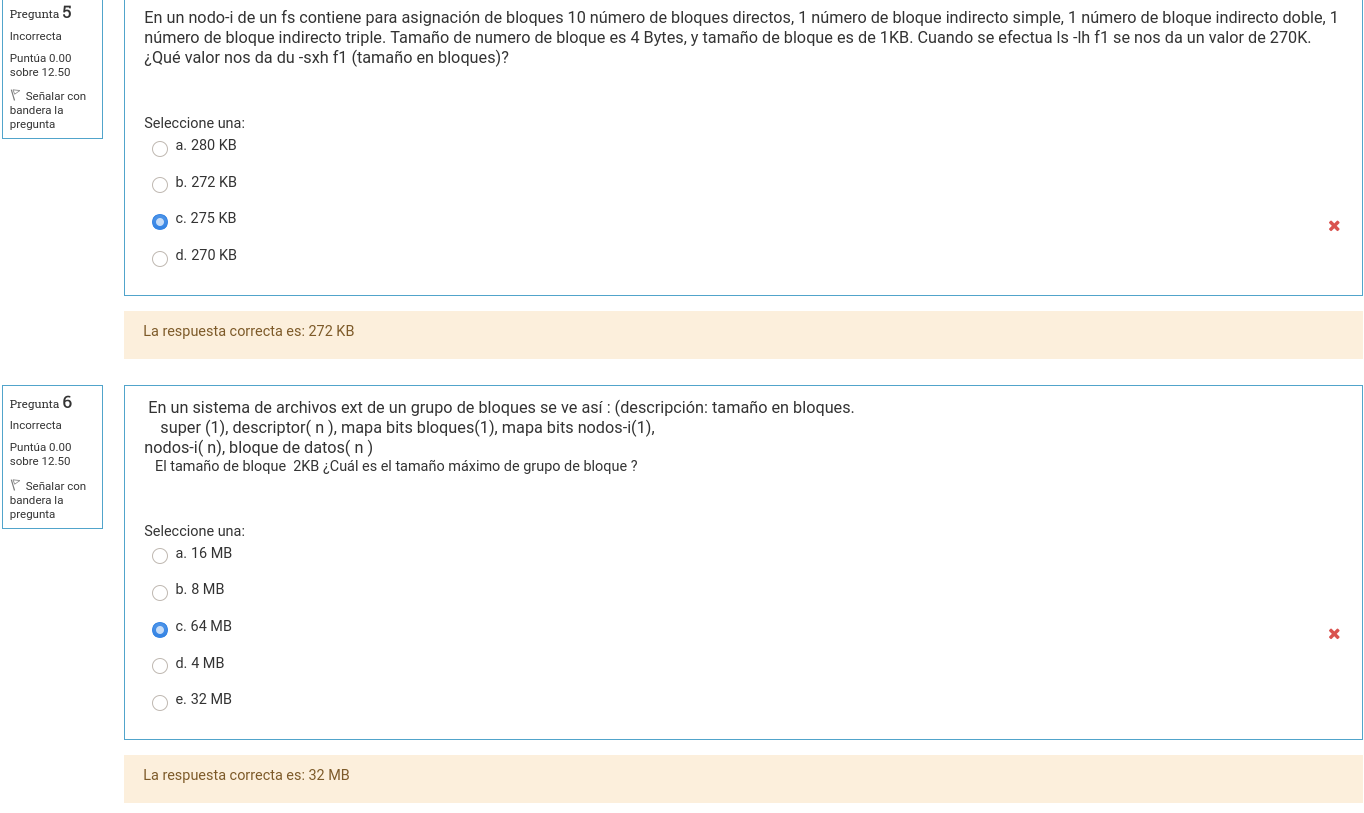 Pregunta 5
Incorrecta
Puntúa 0.00
sobre 12.50
Señalar con
bandera la
pregunta
En un nodo-i de un fs contiene para asignación de bloques 10 número de bloques directos, 1 número de bloque indirecto simple, 1 número de bloque indirecto doble, 1
número de bloque indirecto triple. Tamaño de numero de bloque es 4 Bytes, y tamaño de bloque es de 1KB. Cuando se efectua ls -lh f1 se nos da un valor de 270K.
¿Qué valor nos da du -sxh f1 (tamaño en bloques)?
Seleccione una:
a. 280 KB
b. 272 KB
c. 275 KB
d. 270 KB
La respuesta correcta es: 272 KB
Pregunta 6
Incorrecta
Puntúa 0.00
sobre 12.50
Señalar con
bandera la
pregunta
En un sistema de archivos ext de un grupo de bloques se ve así : (descripción: tamaño en bloques.
super (1), descriptor( n ), mapa bits bloques(1), mapa bits nodos-i(1),
nodos-i( n), bloque de datos( n )
El tamaño de bloque 2KB ¿Cuál es el tamaño máximo de grupo de bloque ?
Seleccione una:
a. 16 MB
b. 8 MB
c. 64 MB
d. 4 MB
e. 32 MB
La respuesta correcta es: 32 MB